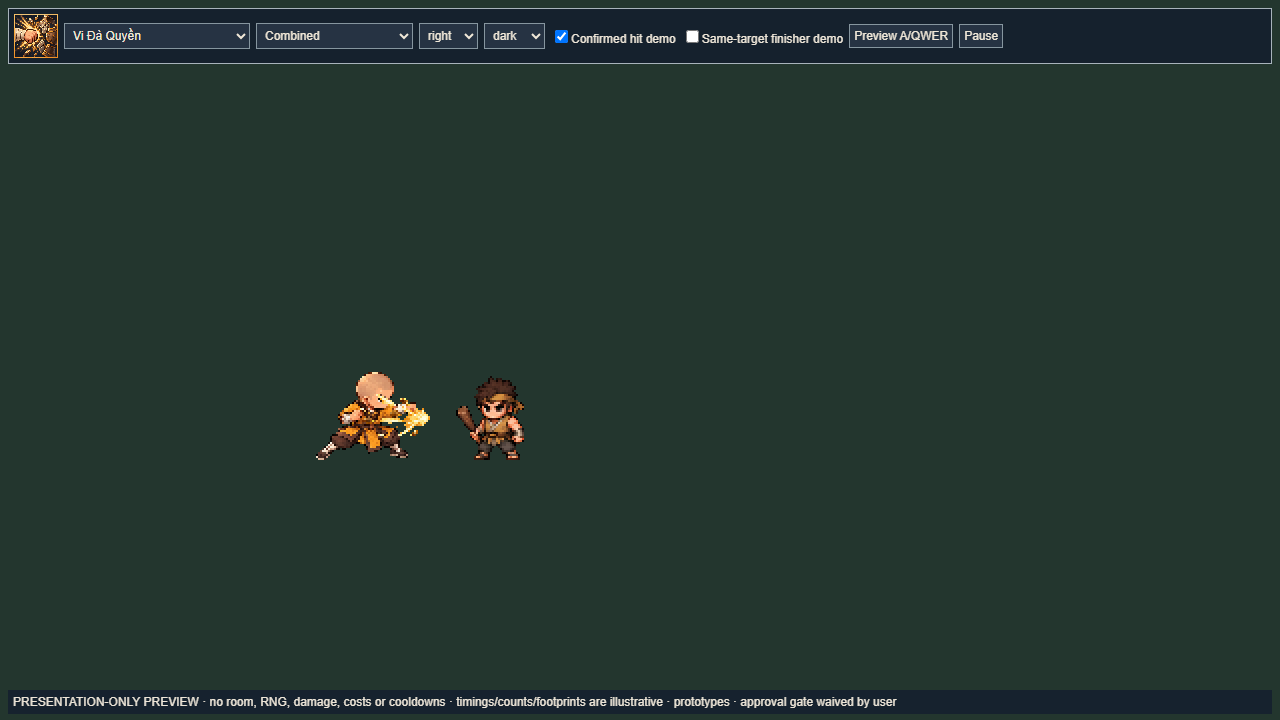 Vi Đà Quyền Combined right dark Confirmed hit demo Same-target finisher demo Preview A/QWER Pause
PRESENTATION-ONLY PREVIEW · no room, RNG, damage, costs or cooldowns · timings/counts/footprints are illustrative · prototypes · approval gate waived by user